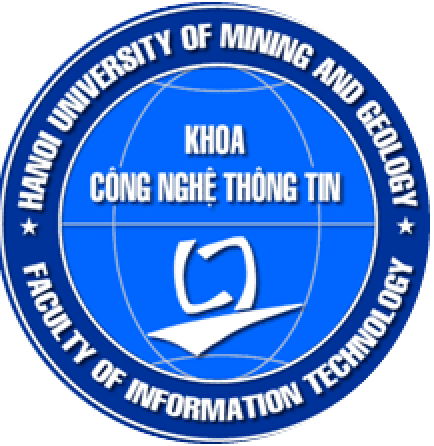 HANOI UNIVERSITY OF MINING AND GEOLOGY
KHOA
CÔNG NGHỆ THÔNG TIN
FACULTY OF INFORMATION TECHNOLOGY